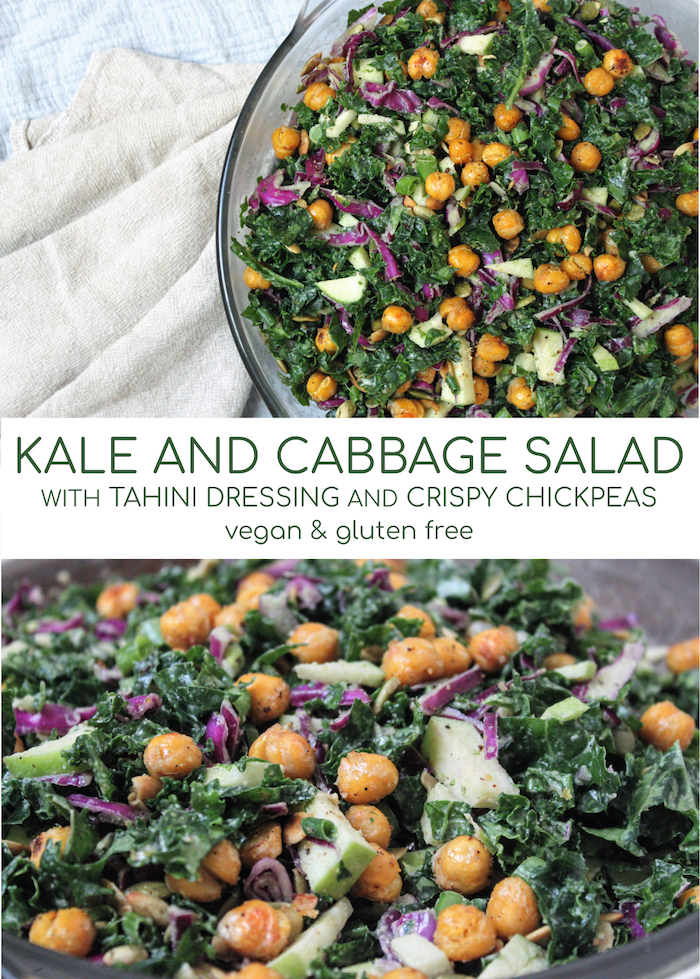 KALE AND CABBAGE SALAD
WITH TAHINI DRESSING AND CRISPY CHICKPEAS
vegan & gluten free